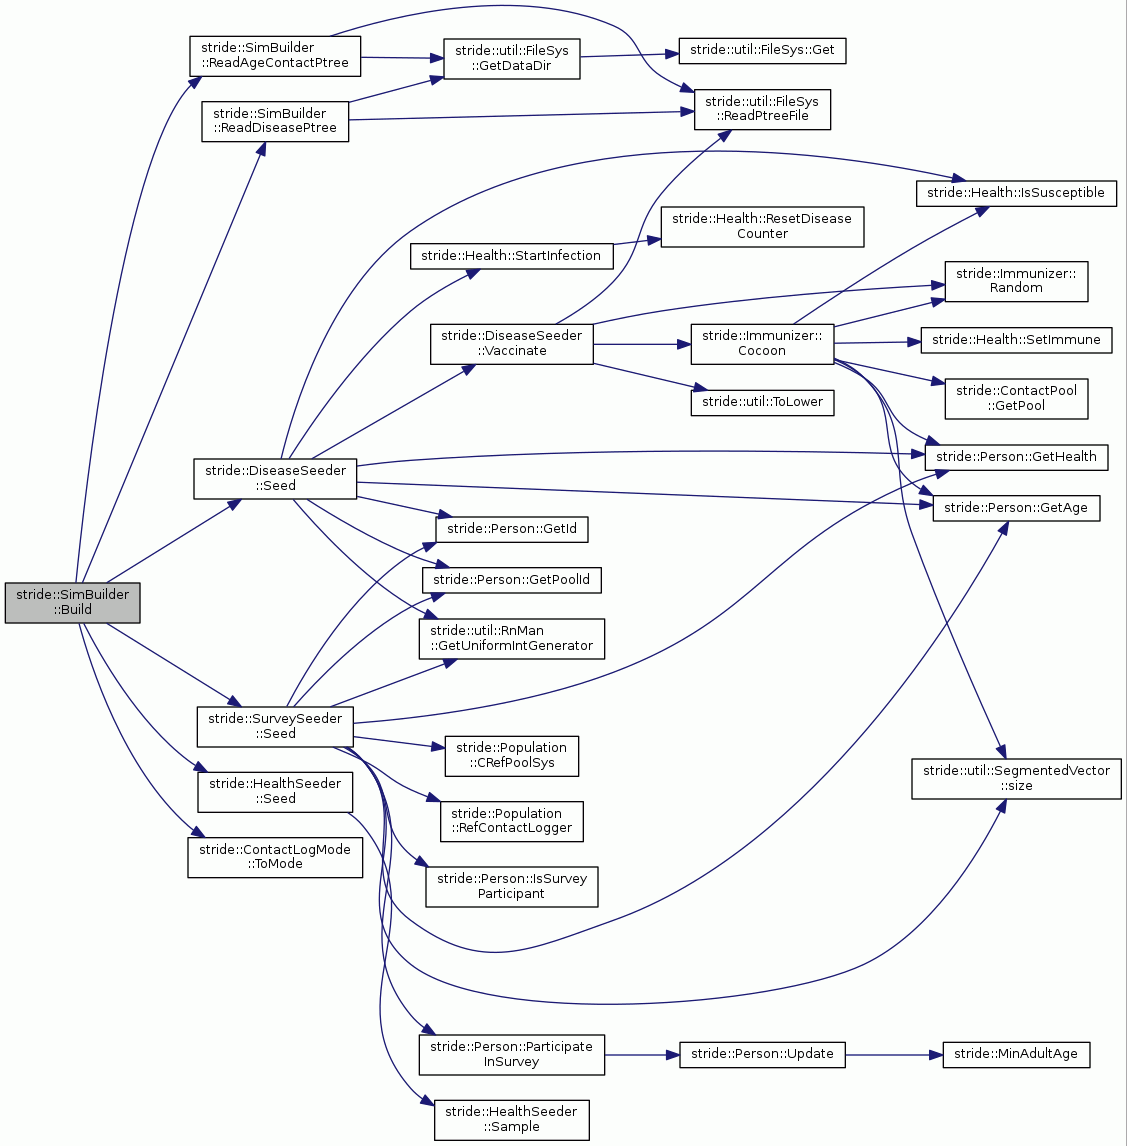 stride::SimBuilder
::Build
stride::SimBuilder
::ReadAgeContactPtree
stride::SimBuilder
::ReadDiseasePtree
stride::DiseaseSeeder
::Seed
stride::SurveySeeder
::Seed
stride::HealthSeeder
::Seed
stride::ContactLogMode
::ToMode
stride::util::FileSys
::GetDataDir
stride::Health::StartInfection
stride::DiseaseSeeder
::Vaccinate
stride::Person::GetId
stride::Person::GetPoolId
stride::util::RnMan
::GetUniformIntGenerator
stride::Population
::CRefPoolSys
stride::Population
::RefContactLogger
stride::Person::IsSurvey
Participant
stride::Person::Participate
InSurvey
stride::HealthSeeder
::Sample
stride::util::FileSys::Get
stride::util::FileSys
::ReadPtreeFile
stride::Health::ResetDisease
Counter
stride::Immunizer::
Cocoon
stride::util::ToLower
stride::Person::Update
stride::Health::IsSusceptible
stride::Immunizer::
Random
stride::Health::SetImmune
stride::ContactPool
::GetPool
stride::Person::GetHealth
stride::Person::GetAge
stride::util::SegmentedVector
::size
stride::MinAdultAge